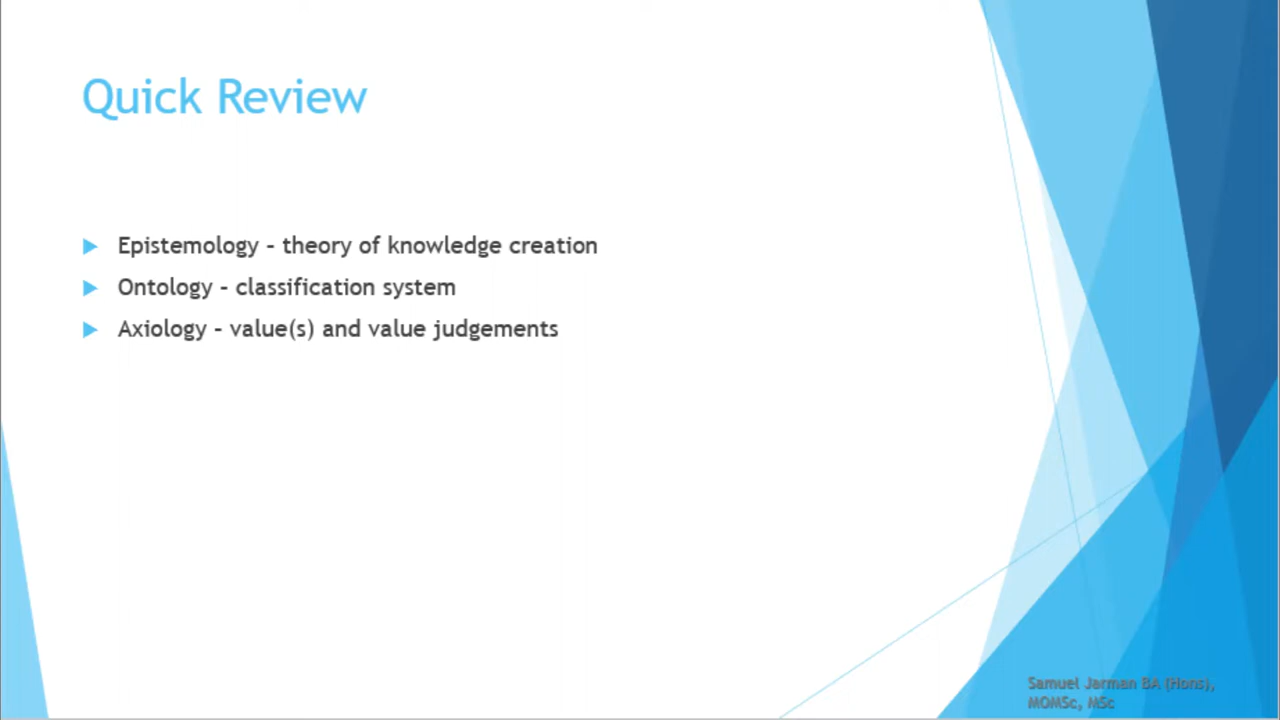 Quick Review
Epistemology – theory of knowledge creation
Ontology – classification system
Axiology – value(s) and value judgements
Samuel Jarman BA (Hons),
MOMSc, MSc